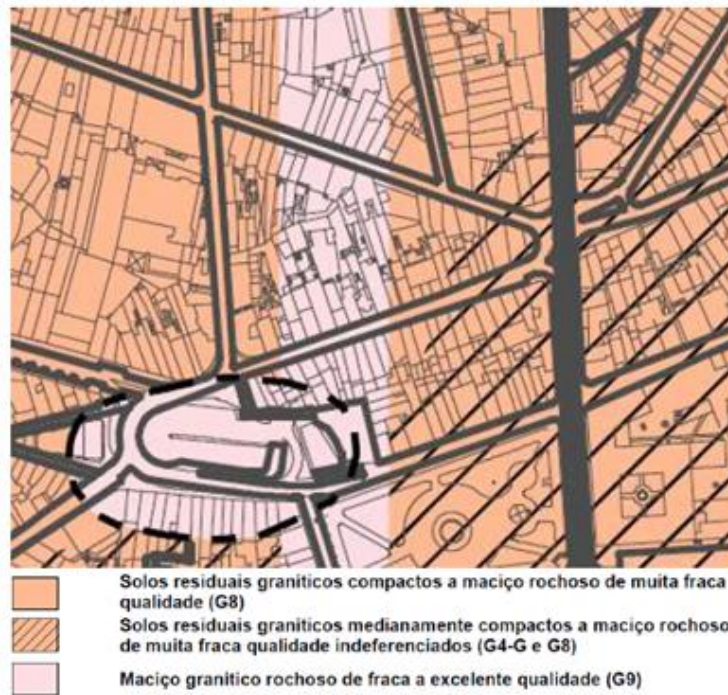 Solos residuais graníticos compactos a maciço rochoso de muita fraca
qualidade (G8)
Solos residuais graníticos medianamente compactos a maciço rochoso
de muita fraca qualidade indeferenciados (G4-G e G8)
Maciço granítico rochoso de fraca a excelente qualidade (G9)